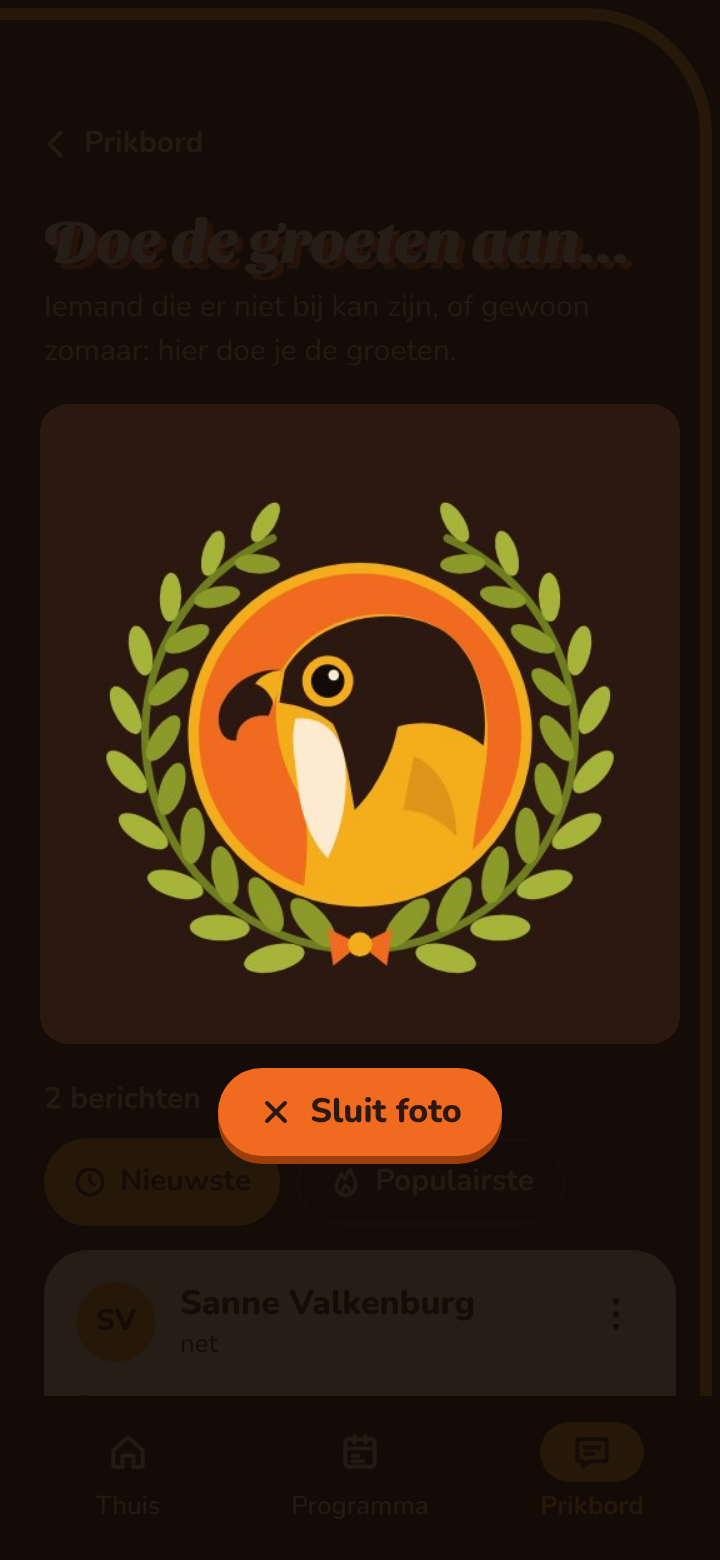 Prikbord
Doe de groeten aan...
Iemand die er niet bij kan zijn, of gewoon
zomaar: hier doe je de groeten.
2 berichten
Sluit foto
Nieuwste
Populairste
SV
Sanne Valkenburg
net
Thuis
Programma
Prikbord